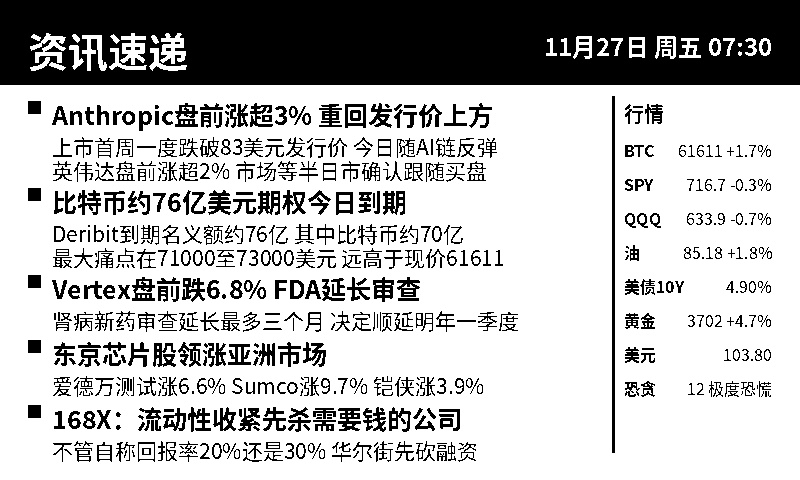 资讯速递
11月27日 周五 07:30
Anthropic盘前涨超3% 重回发行价上方
上市首周一度跌破83美元发行价 今日随AI链反弹
英伟达盘前涨超2% 市场等半日市确认跟随买盘
比特币约76亿美元期权今日到期
Deribit到期名义额约76亿 其中比特币约70亿
最大痛点在71000至73000美元 远高于现价61611
Vertex盘前跌6.8% FDA延长审查
肾病新药审查延长最多三个月 决定顺延明年一季度
东京芯片股领涨亚洲市场
爱德万测试涨6.6% Sumco涨9.7% 铠侠涨3.9%
168X：流动性收紧先杀需要钱的公司
不管自称回报率20%还是30% 华尔街先砍融资
行情
BTC 61611 +1.7%
SPY 716.7 -0.3%
QQQ 633.9 -0.7%
油 85.18 +1.8%
美债10Y 4.90%
黄金 3702 +4.7%
美元 103.80
恐贪 12 极度恐慌